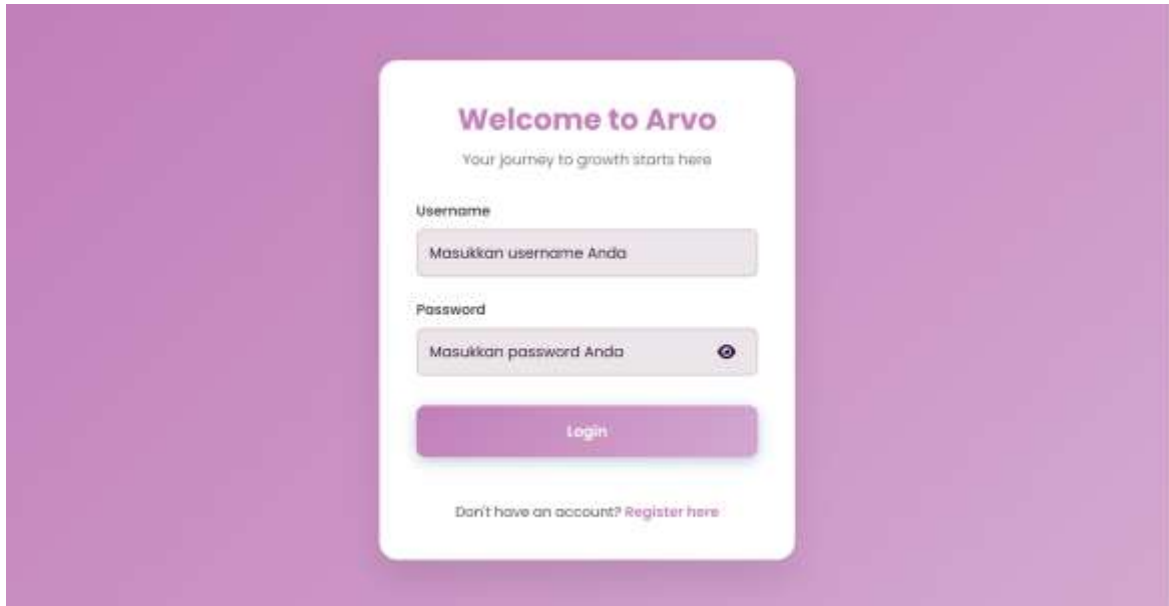 Welcome to Arvo
Your journey to growth starts here
Username
Masukkan username Anda
Password
Masukkan password Anda
Login
Don't have an account? Register here